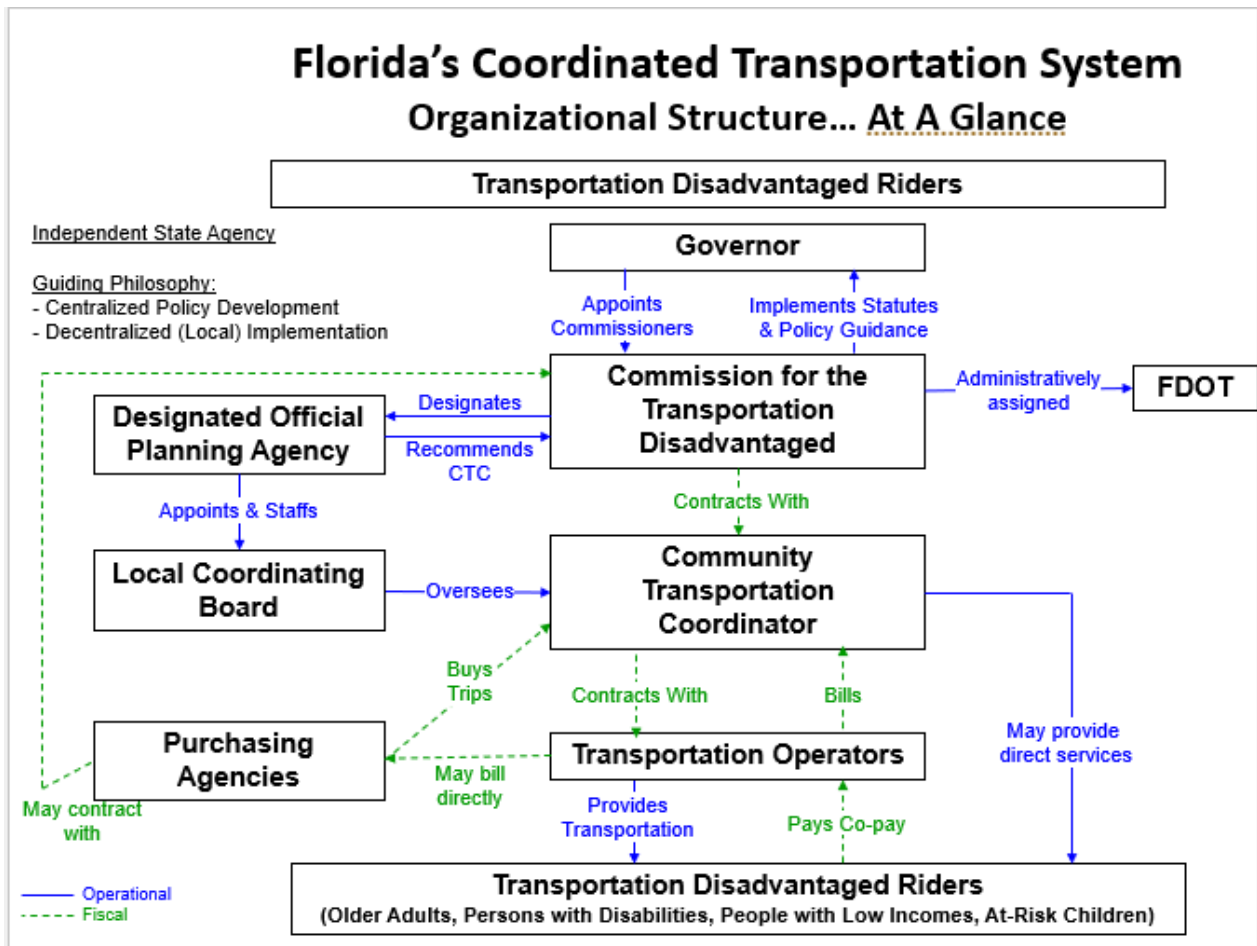 Florida's Coordinated Transportation System
Organizational Structure... At A Glance
Transportation Disadvantaged Riders
Independent State Agency
Guiding Philosophy:
- Centralized Policy Development
- Decentralized (Local) Implementation
Governor
Appoints
Commissioners
Implements Statutes
& Policy Guidance
Commission for the
Transportation
Disadvantaged
Administratively
assigned
FDOT
Designated Official
Planning Agency
Designates
Recommends
CTC
Appoints & Staffs
Contracts With
Local Coordinating
Board
Oversees
Community
Transportation
Coordinator
Buys
Trips
Contracts With
Bills
May provide
direct services
Purchasing
Agencies
May bill
directly
Transportation Operators
May contract
with
Provides
Transportation
Pays Co-pay
Transportation Disadvantaged Riders
(Older Adults, Persons with Disabilities, People with Low Incomes, At-Risk Children)
Operational
Fiscal